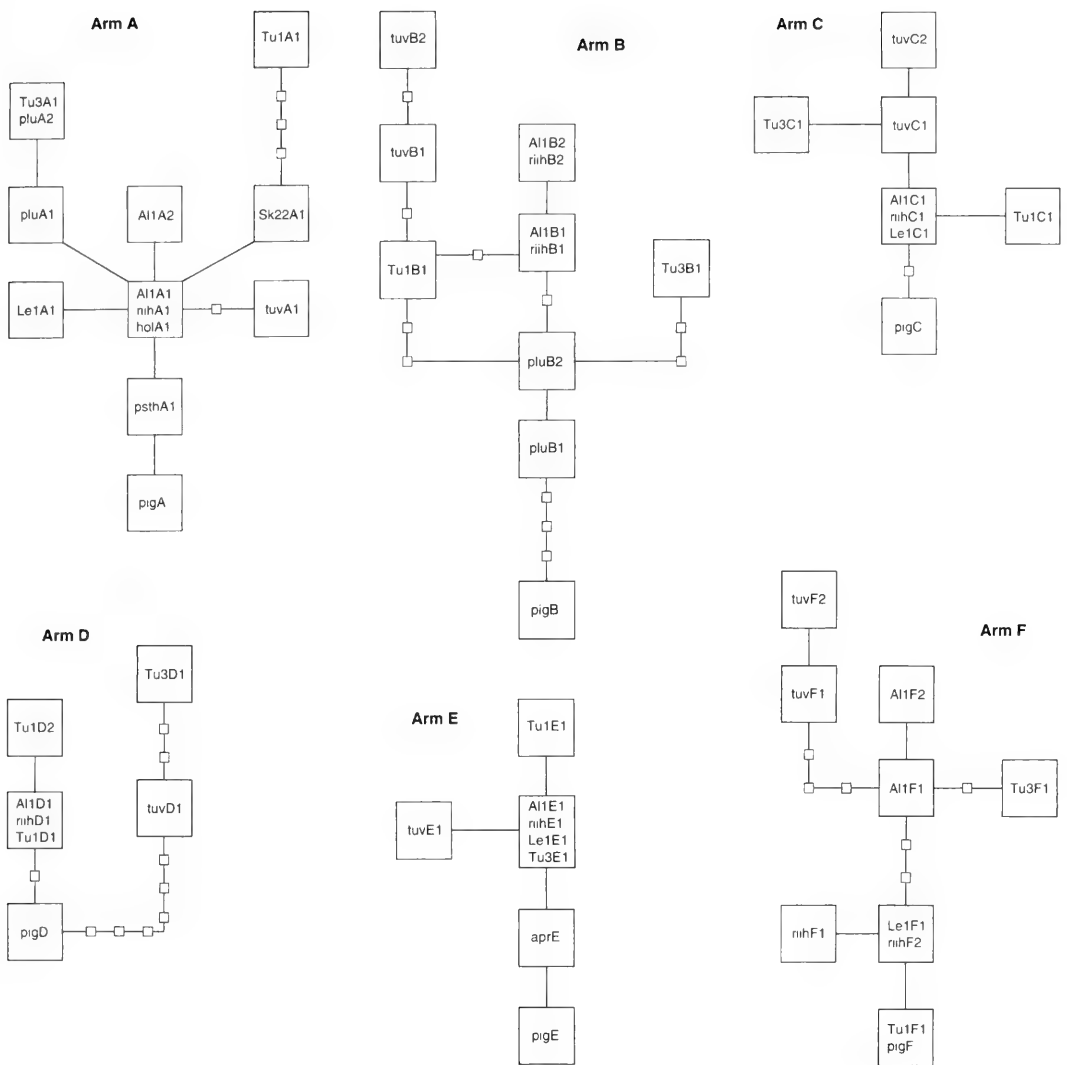 Arm A
Tu1A1
Tu3A1
pluA2
pluA1
Al1A2
Sk22A1
Le1A1
Al1A1
riihA1
holA1
tuvA1
psthA1
pigA
Arm B
tuvB2
tuvB1
Al1B2
riihB2
Tu1B1
Al1B1
riihB1
Tu3B1
pluB2
pluB1
pigB
Arm C
tuvC2
Tu3C1
tuvC1
Al1C1
riihC1
Le1C1
Tu1C1
pigC
Arm D
Tu3D1
Tu1D2
Al1D1
riihD1
Tu1D1
tuvD1
pigD
Arm E
Tu1E1
tuvE1
Al1E1
riihE1
Le1E1
Tu3E1
aprE
pigE
Arm F
tuvF2
tuvF1
Al1F2
Al1F1
Tu3F1
riihF1
Le1F1
riihF2
Tu1F1
pigF